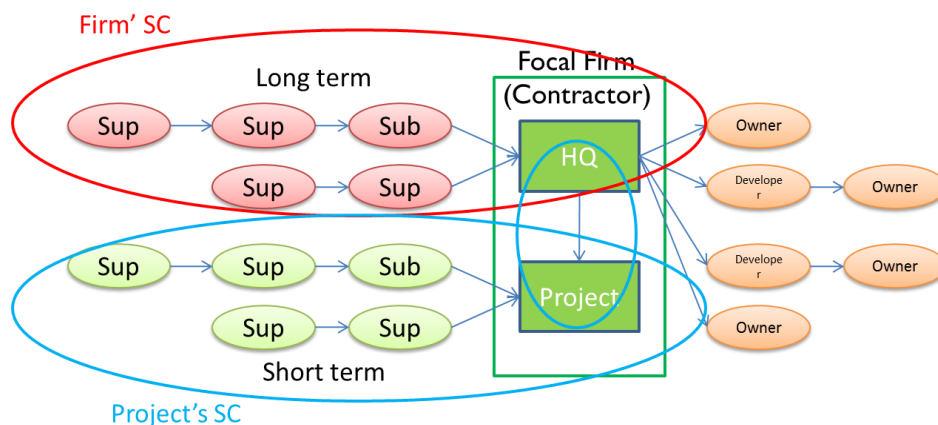 Firm' SC
Long term
Focal Firm
(Contractor)
Sup
Sup
Sub
HQ
Owner
Sup
Sup
Develope
r
Owner
Sup
Sup
Sub
Project
Develope
r
Owner
Sup
Sup
Owner
Short term
Project's SC